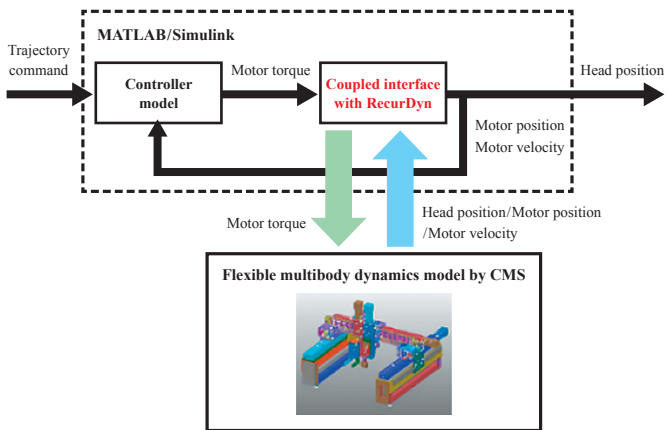 MATLAB/Simulink
Trajectory
command
Controller
model
Motor torque
Coupled interface
with RecurDyn
Head position
Motor position
Motor velocity
Motor torque
Head position/Motor position
/Motor velocity
Flexible multibody dynamics model by CMS